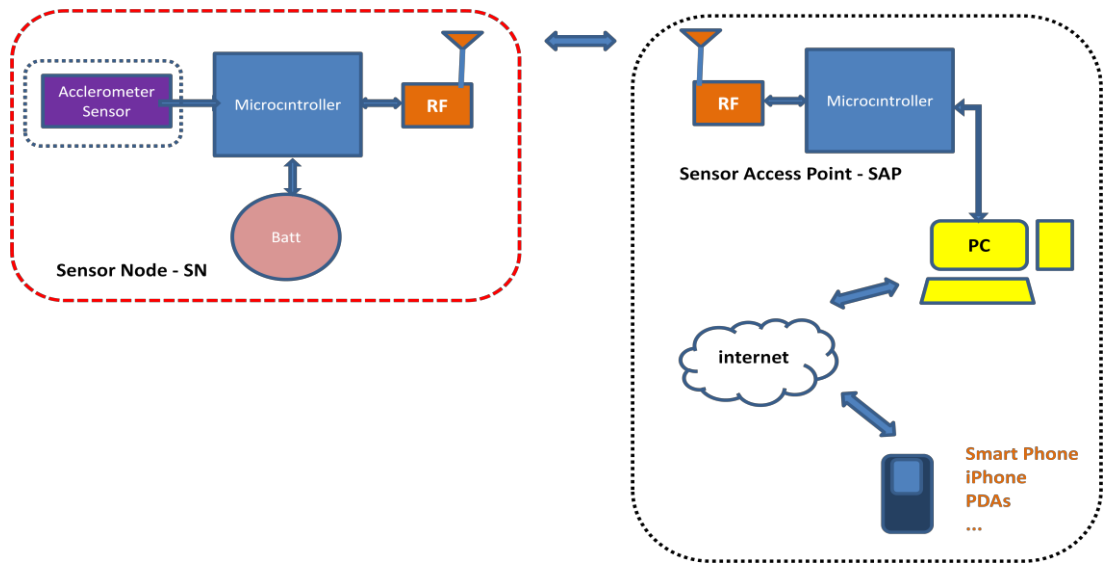 Acclerometer
Sensor
Microcıntroller
RF
Batt
Sensor Node - SN
RF
Microcıntroller
Sensor Access Point - SAP
PC
internet
Smart Phone
iPhone
PDAs
...